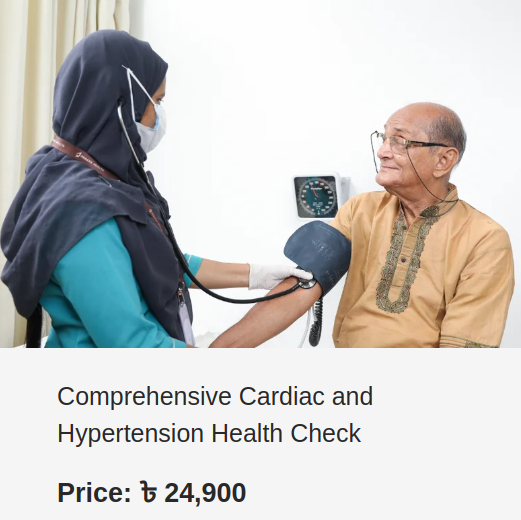 Comprehensive Cardiac and
Hypertension Health Check
Price: ৳ 24,900